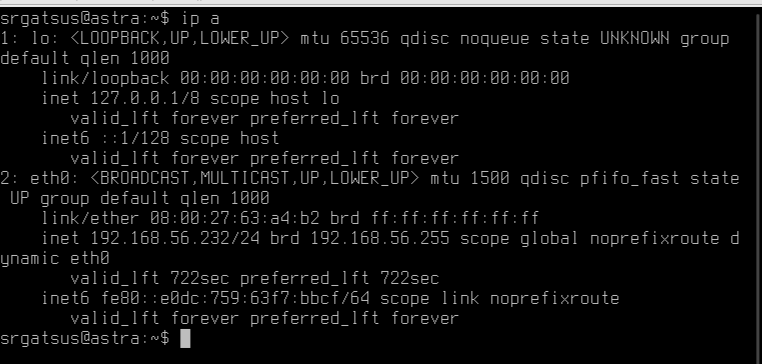 srgatsus@astra:~$ ip a
1: lo: <LOOPBACK,UP,LOWER_UP> mtu 65536 qdisc noqueue state UNKNOWN group
default qlen 1000
    link/loopback 00:00:00:00:00:00 brd 00:00:00:00:00:00
    inet 127.0.0.1/8 scope host lo
       valid_lft forever preferred_lft forever
    inet6 ::1/128 scope host
       valid_lft forever preferred_lft forever
2: eth0: <BROADCAST,MULTICAST,UP,LOWER_UP> mtu 1500 qdisc pfifo_fast state
 UP group default qlen 1000
    link/ether 08:00:27:63:a4:b2 brd ff:ff:ff:ff:ff:ff
    inet 192.168.56.232/24 brd 192.168.56.255 scope global noprefixroute d
ynamic eth0
       valid_lft 722sec preferred_lft 722sec
    inet6 fe80::e0dc:759:63f7:bbcf/64 scope link noprefixroute
       valid_lft forever preferred_lft forever
srgatsus@astra:~$